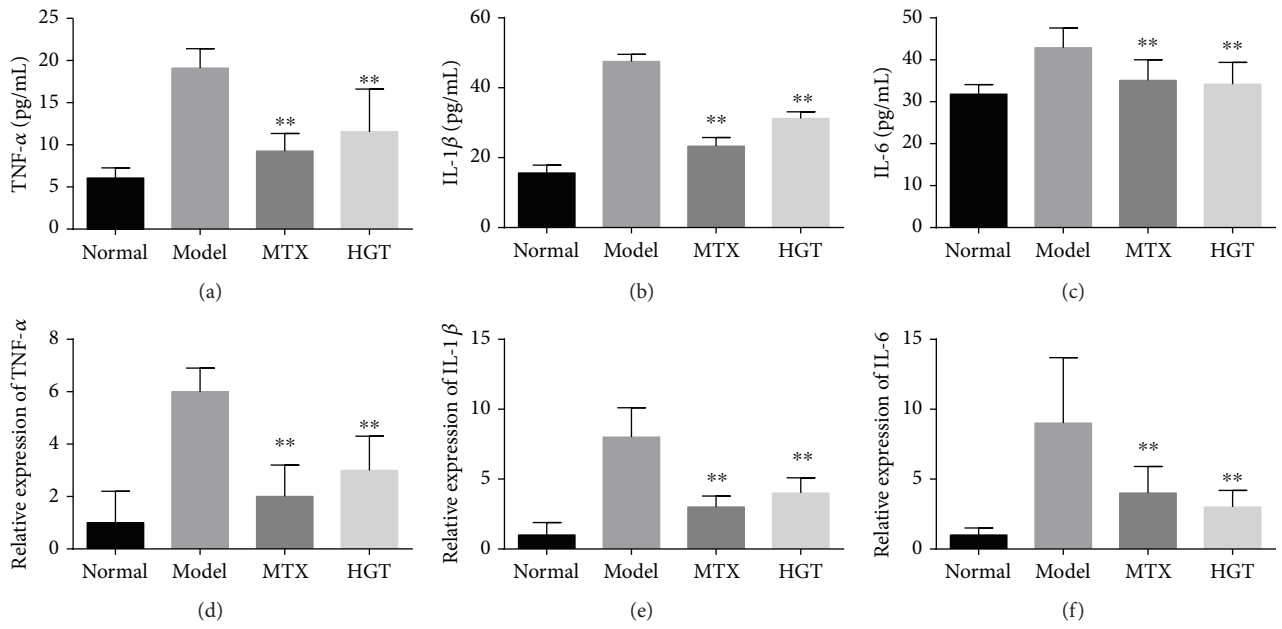 TNF-α (pg/mL)
25
20
15
10
5
0
**
**
Normal Model MTX HGT
(a)
IL-1β (pg/mL)
60
40
20
0
**
**
Normal Model MTX HGT
(b)
IL-6 (pg/mL)
50
40
30
30
10
0
**
**
Normal Model MTX HGT
(c)
Relative expression of TNF-α
8
6
4
2
0
**
**
Normal Model MTX HGT
(d)
Relative expression of IL-1β
15
10
5
0
**
**
Normal Model MTX HGT
(e)
Relative expression of IL-6
15
10
5
0
**
**
Normal Model MTX HGT
(f)